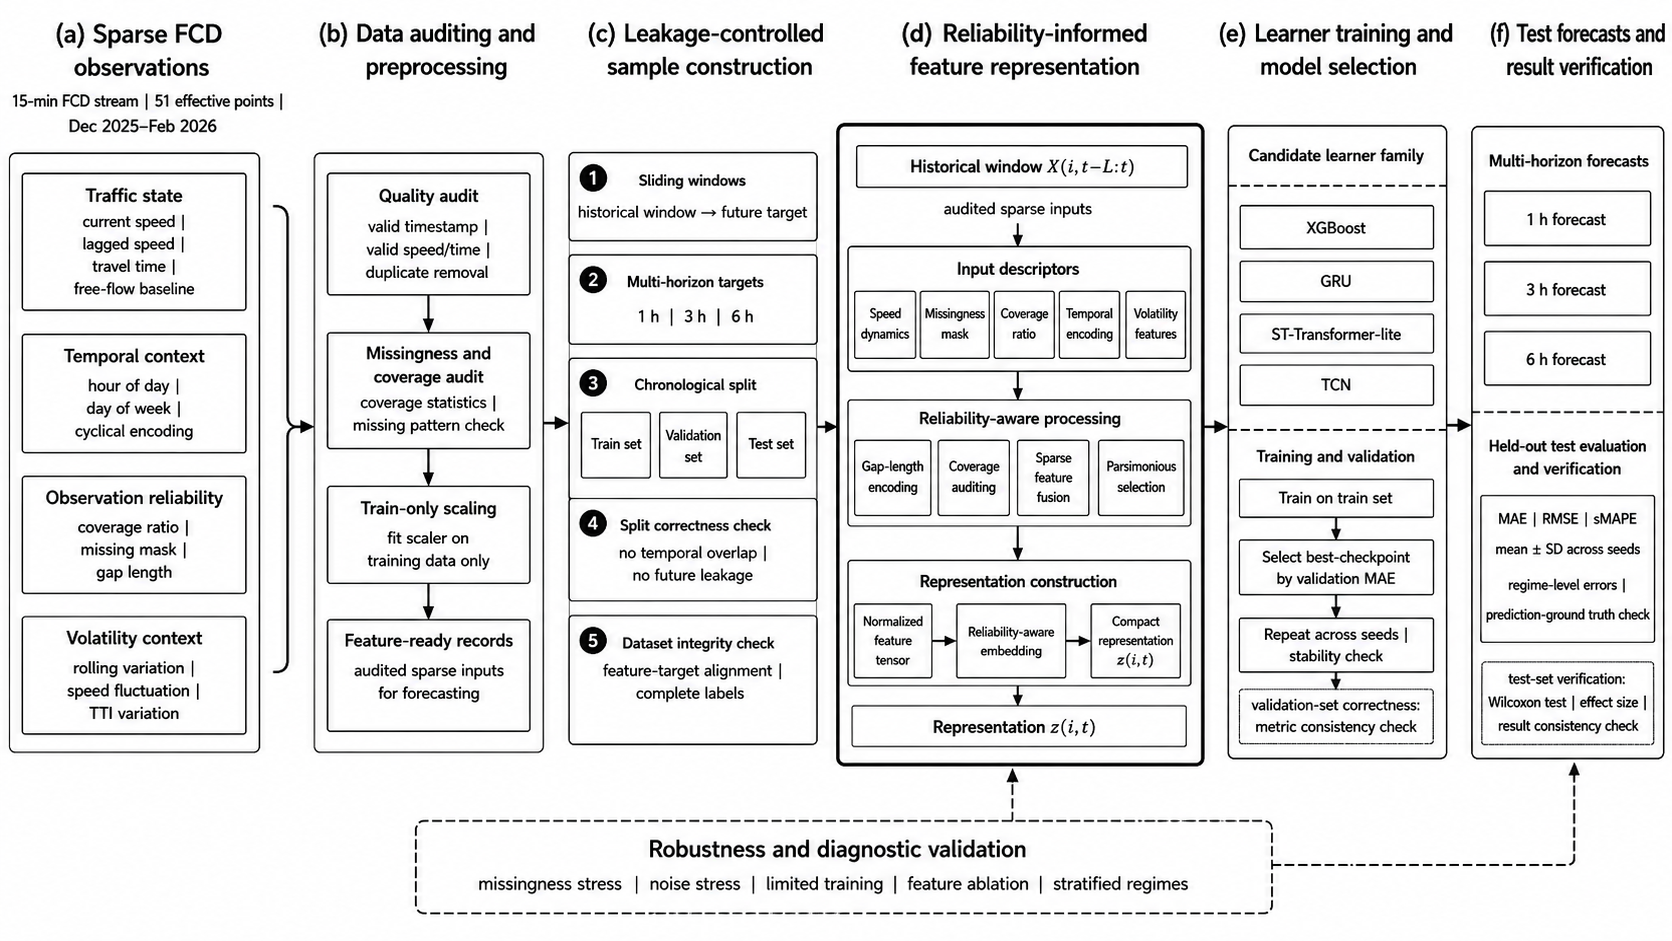 (a) Sparse FCD
observations
15-min FCD stream | 51 effective points |
Dec 2025–Feb 2026
Traffic state
current speed |
lagged speed |
travel time |
free-flow baseline
Temporal context
hour of day |
day of week |
cyclical encoding
Observation reliability
coverage ratio |
missing mask |
gap length
Volatility context
rolling variation |
speed fluctuation |
TTI variation
(b) Data auditing and
preprocessing
Quality audit
valid timestamp |
valid speed/time |
duplicate removal
Missingness and
coverage audit
coverage statistics |
missing pattern check
Train-only scaling
fit scaler on
training data only
Feature-ready records
audited sparse inputs
for forecasting
(c) Leakage-controlled
sample construction
1 Sliding windows
historical window → future target
2 Multi-horizon targets
1 h | 3 h | 6 h
3 Chronological split
Train set
Validation
set
Test set
4 Split correctness check
no temporal overlap |
no future leakage
5 Dataset integrity check
feature-target alignment |
complete labels
(d) Reliability-informed
feature representation
Historical window X(i, t−L:t)
audited sparse inputs
Input descriptors
Speed
dynamics
Missingness
mask
Coverage
ratio
Temporal
encoding
Volatility
features
Reliability-aware processing
Gap-length
encoding
Coverage
auditing
Sparse
feature
fusion
Parsimonious
selection
Representation construction
Normalized
feature
tensor
Reliability-aware
embedding
Compact
representation
z(i,t)
Representation z(i,t)
(e) Learner training and
model selection
Candidate learner family
XGBoost
GRU
ST-Transformer-lite
TCN
Training and validation
Train on train set
Select best-checkpoint
by validation MAE
Repeat across seeds |
stability check
validation-set correctness:
metric consistency check
(f) Test forecasts and
result verification
Multi-horizon forecasts
1 h forecast
3 h forecast
6 h forecast
Held-out test evaluation
and verification
MAE | RMSE | sMAPE
mean ± SD across seeds
regime-level errors |
prediction-ground truth check
test-set verification:
Wilcoxon test | effect size |
result consistency check
Robustness and diagnostic validation
missingness stress | noise stress | limited training | feature ablation | stratified regimes